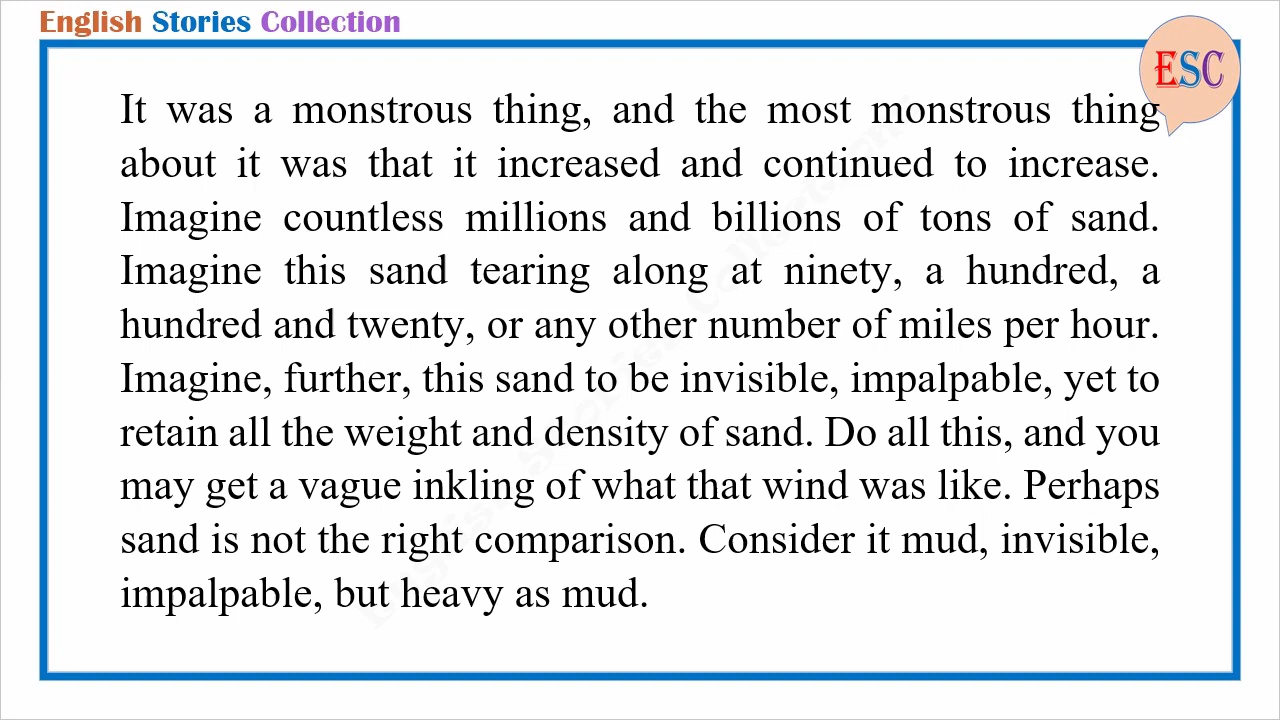 English Stories Collection
ESC
It was a monstrous thing, and the most monstrous thing
about it was that it increased and continued to increase.
Imagine countless millions and billions of tons of sand.
Imagine this sand tearing along at ninety, a hundred, a
hundred and twenty, or any other number of miles per hour.
Imagine, further, this sand to be invisible, impalpable, yet to
retain all the weight and density of sand. Do all this, and you
may get a vague inkling of what that wind was like. Perhaps
sand is not the right comparison. Consider it mud, invisible,
impalpable, but heavy as mud.
English Stories Collection